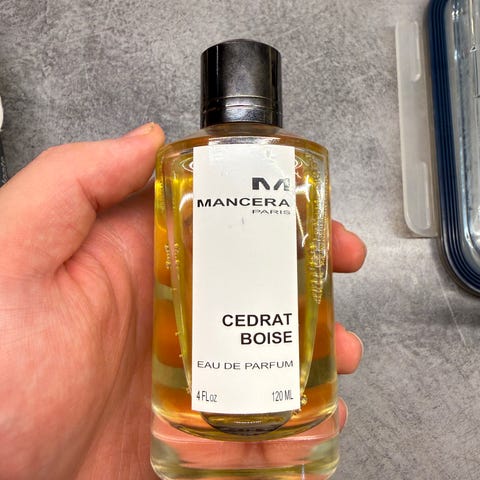 M
MANCERA
PARIS
CEDRAT
BOISE
EAU DE PARFUM
4 FLoz 120 ML